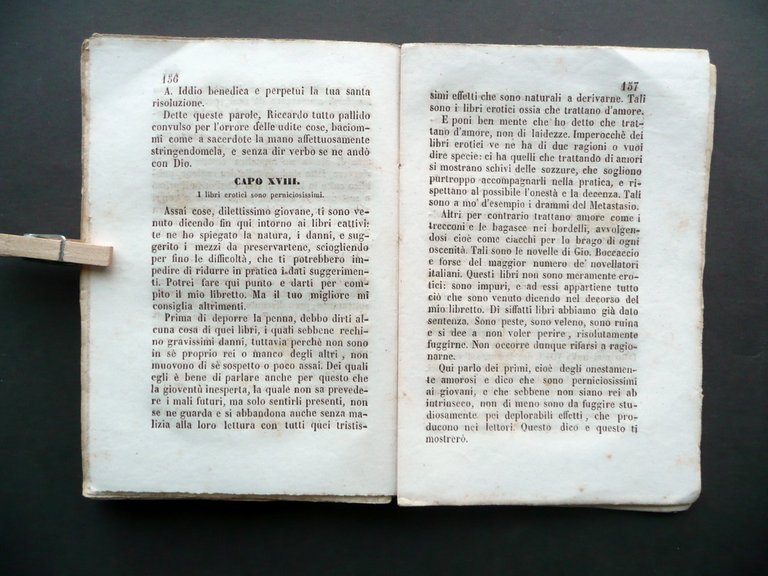 156
A. Iddio benedica e perpetui la tua santa
risoluzione.
Dette queste parole, Riccardo tutto pallido
convulso per l'orrore delle udite cose, baciom-
mi come a sacerdote la mano affettuosamente
stringendomela, e senza dir verbo se ne andò
con Dio.
CAPO XVIII.
I libri erotici sono perniciosissimi.
Assai cose, dilettissimo giovane, ti sono ve-
nuto dicendo fin qui intorno ai libri cattivi:
te ne ho spiegato la natura, i danni, e sug-
gerito i mezzi da preservartene, sciogliendo
per fino le difficoltà, che ti potrebbero im-
pedire di ridurre in pratica i dati suggerimen-
ti. Potrei fare qui punto e darti per com-
pito il mio libretto. Ma il tuo migliore mi
consiglia altrimenti.
Prima di deporre la penna, debbo dirti al-
cuna cosa di quei libri, i quali sebbene rechi-
no gravissimi danni, tuttavia perchè non sono
in sè proprio rei o manco degli altri, non
muovono di sè sospetto o poco assai. Dei quali
egli è bene di parlare anche per questo che
la gioventù inesperta, la quale non sa prevede-
re i mali futuri, ma solo sentirli presenti, non
se ne guarda e si abbandona anche senza ma-
lizia alla loro lettura con tutti quei tristis-
157
simi effetti che sono naturali a derivarne. Tali
sono i libri erotici ossia che trattano d'amore.
E poni ben mente che ho detto che trat-
tano d'amore, non di laidezze. Imperocchè dei
libri erotici ve ne ha di due ragioni o vuoi
dire specie: ci ha quelli che trattando di amori
si mostrano schivi delle sozzure, che sogliono
purtroppo accompagnarli nella pratica, e ri-
spettano al possibile l'onestà e la decenza. Tali
sono a mo' d'esempio i drammi del Metastasio.
Altri per contrario trattano amore come i
trecconi e le bagasce nei bordelli, avvolgen-
dosi cioè come ciacchi per lo brago di ogni
oscenità. Tali sono le novelle di Gio. Boccaccio
e forse del maggior numero de' novellatori
italiani. Questi libri non sono meramente ero-
tici: sono impuri, e ad essi appartiene tutto
ciò che sono venuto dicendo nel decorso del
mio libretto. Di siffatti libri abbiamo già dato
sentenza. Sono peste, sono veleno, sono ruina
e si dee a non voler perire, risolutamente
fuggirne. Non occorre dunque rifarsi a ragio-
narne.
Qui parlo dei primi, cioè degli onestamen-
te amorosi e dico che sono perniciosissimi
ai giovani, e che sebbene non siano rei ab
intrinseco, non di meno sono da fuggire stu-
diosamente pei deplorabili effetti, che pro-
ducono nei lettori. Questo dico e questo ti
mostrerò.